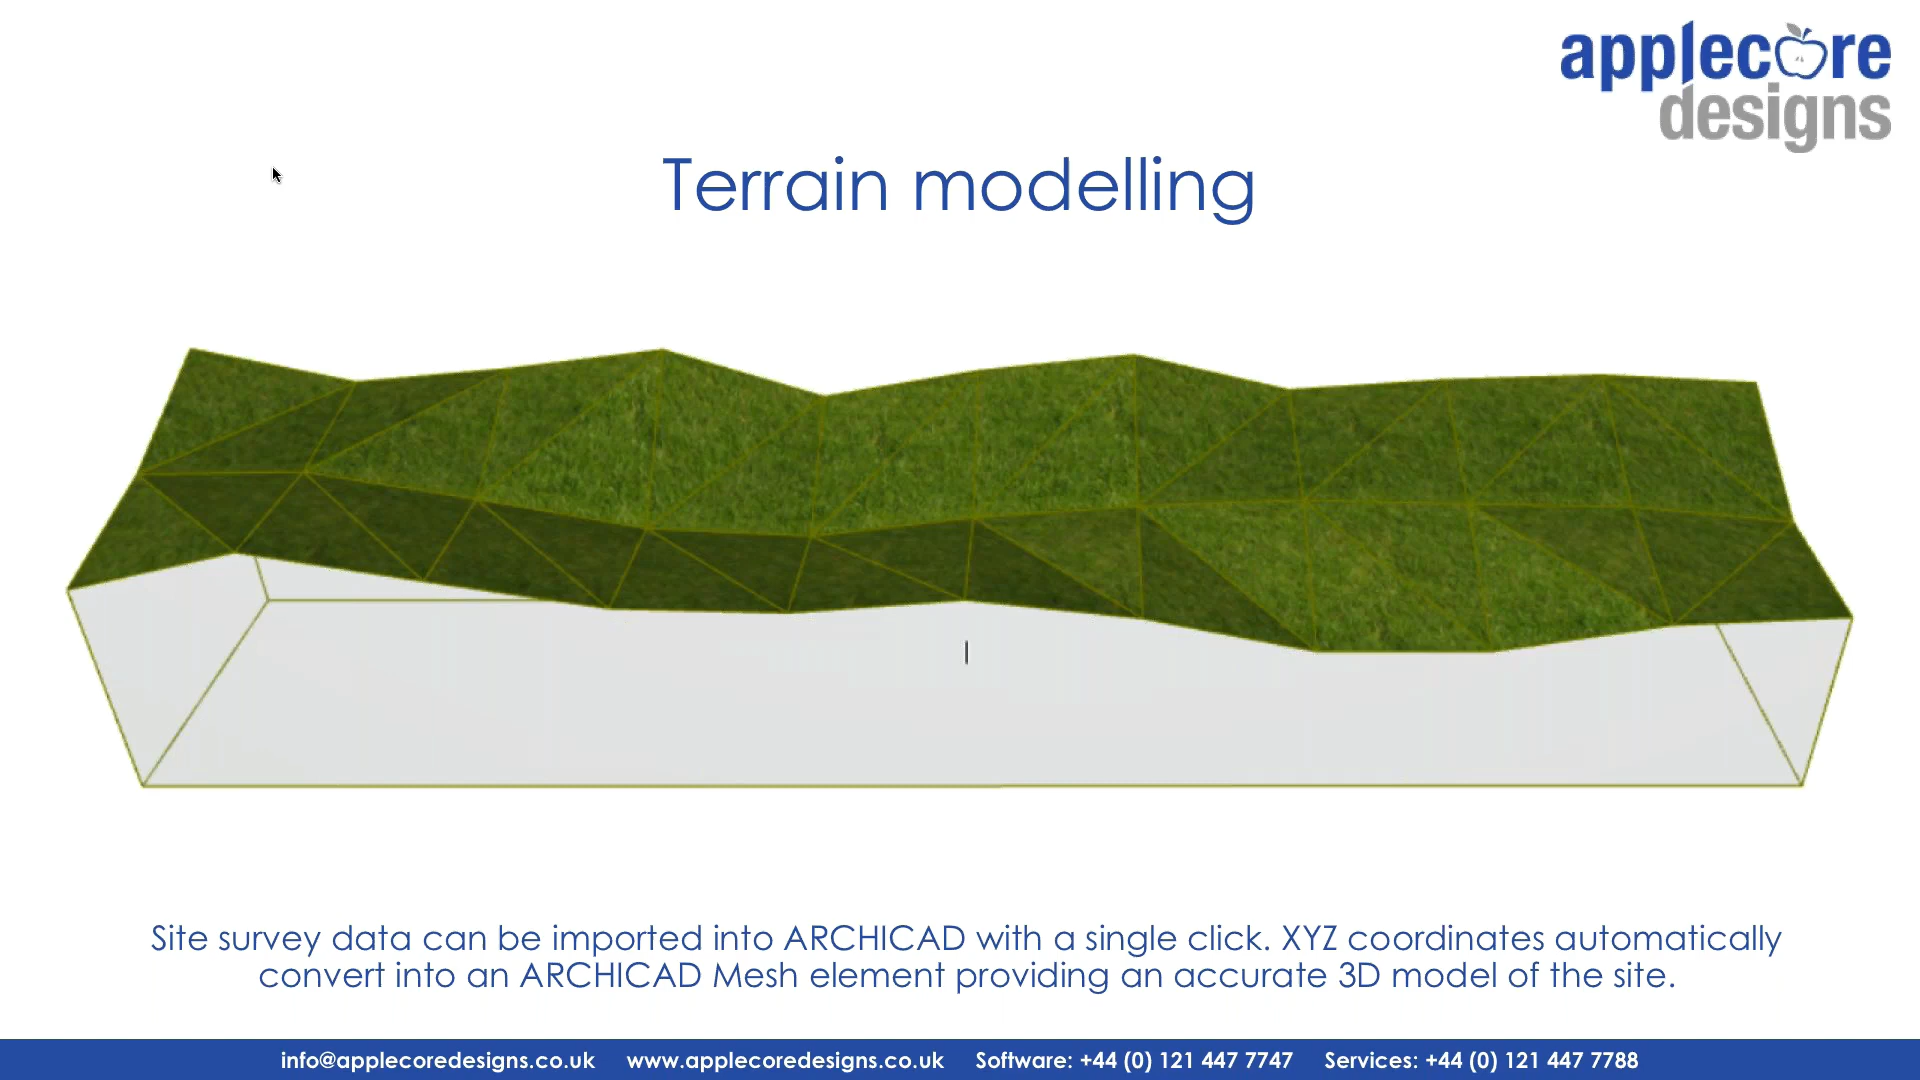 applecore
designs
Terrain modelling
Site survey data can be imported into ARCHICAD with a single click. XYZ coordinates automatically
convert into an ARCHICAD Mesh element providing an accurate 3D model of the site.
info@applecoredesigns.co.uk www.applecoredesigns.co.uk Software: +44 (0) 121 447 7747 Services: +44 (0) 121 447 7788